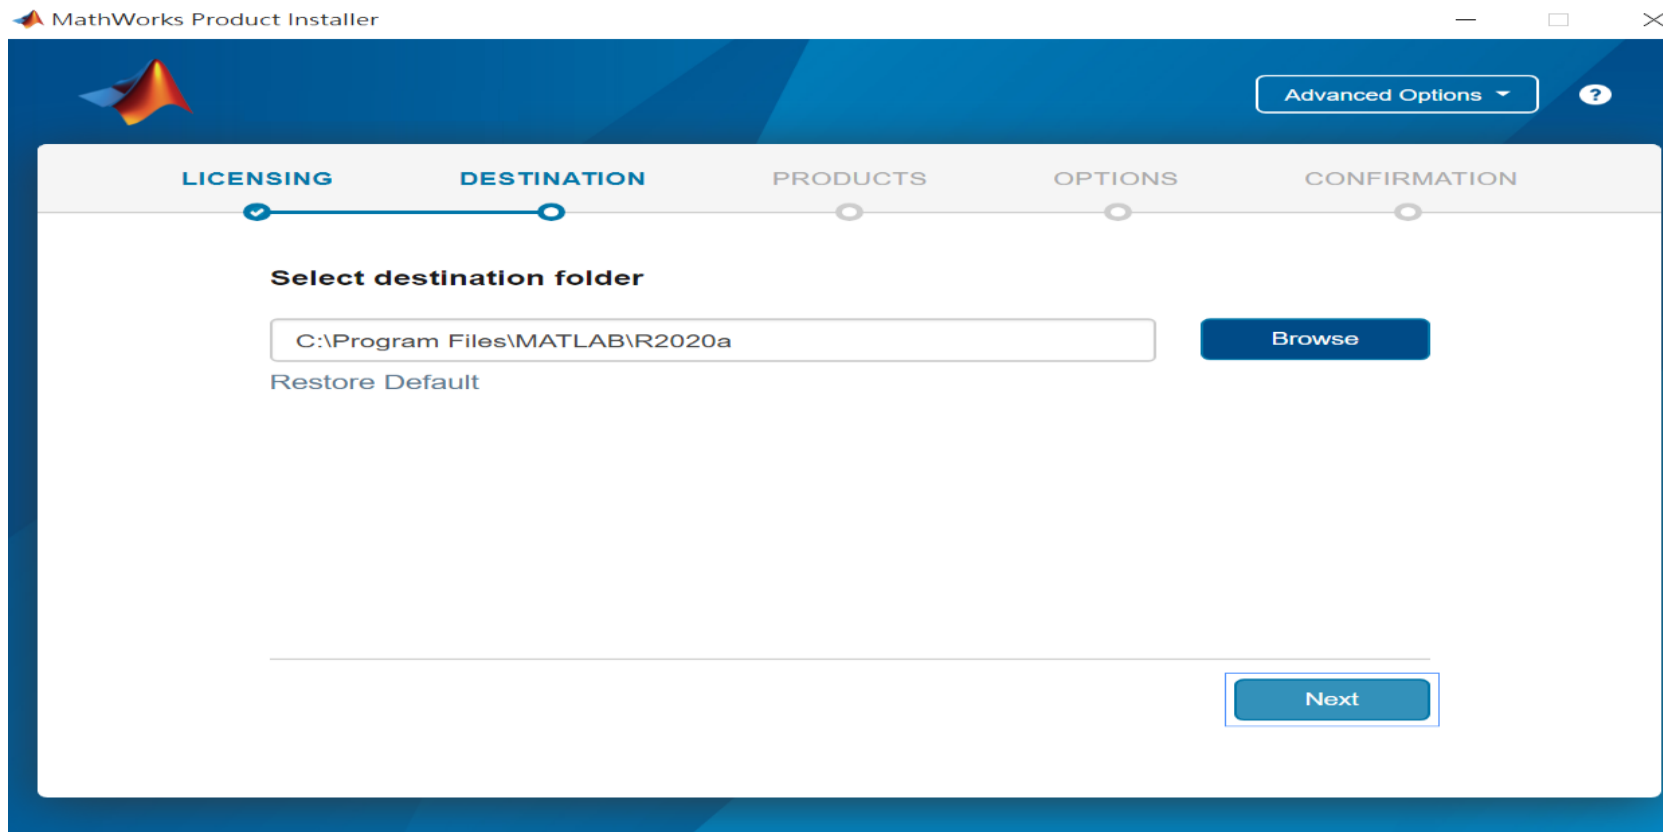 MathWorks Product Installer
Advanced Options
?
LICENSING DESTINATION PRODUCTS OPTIONS CONFIRMATION
Select destination folder
C:\Program Files\MATLAB\R2020a
Browse
Restore Default
Next